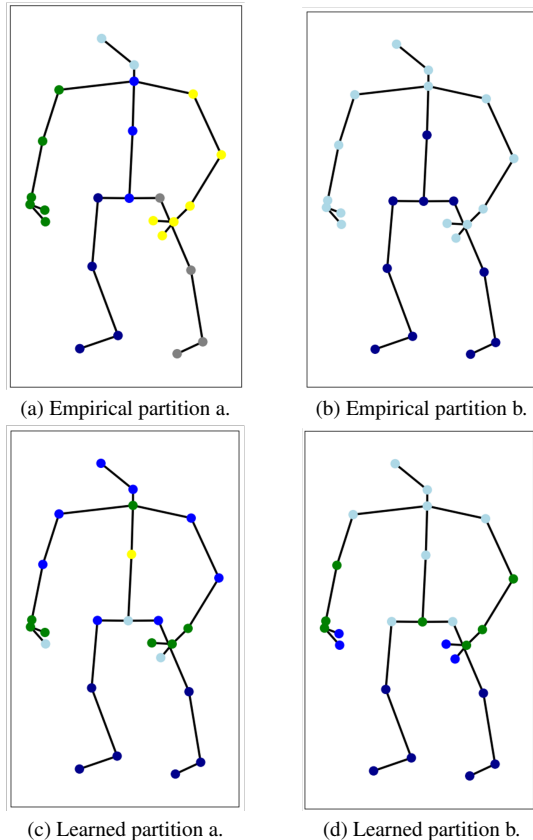 (a) Empirical partition a.
(b) Empirical partition b.
(c) Learned partition a.
(d) Learned partition b.